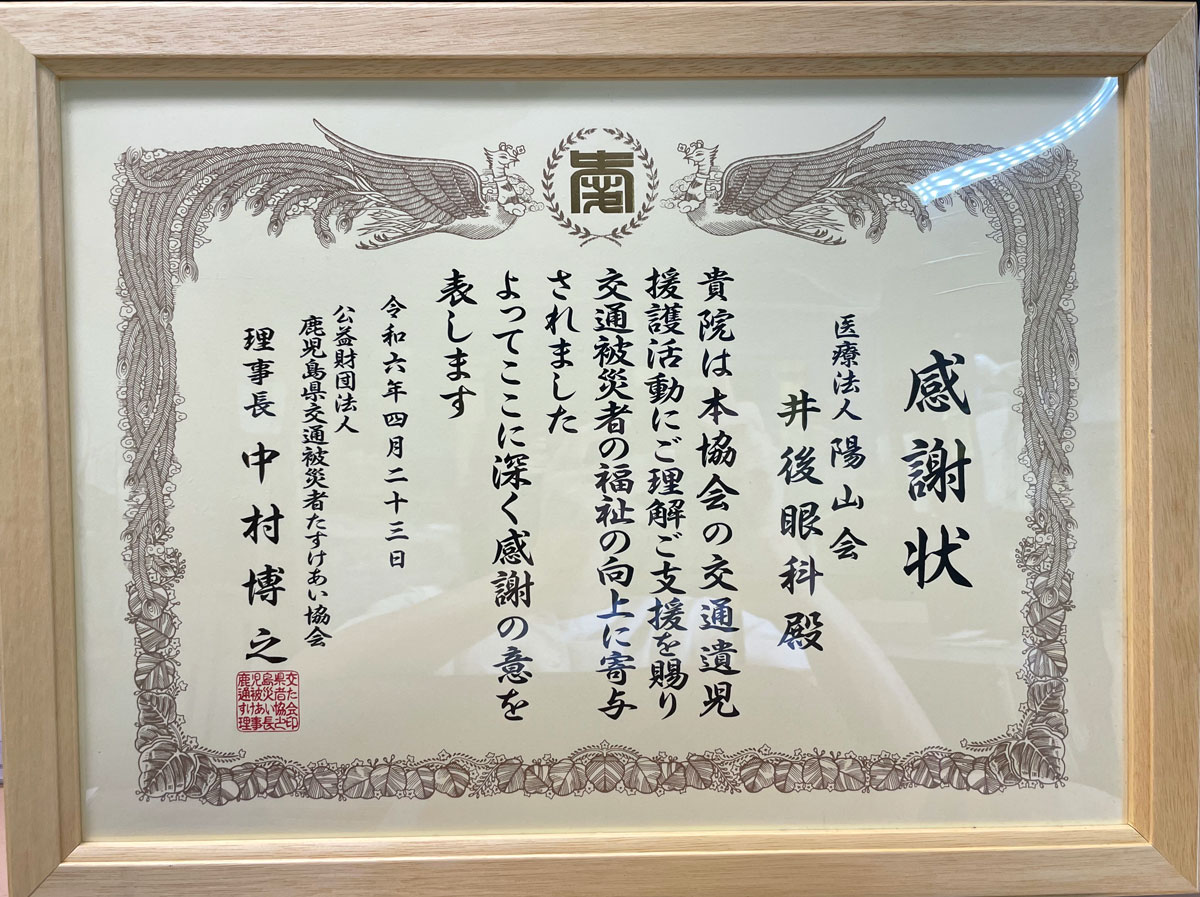 感謝状
医療法人陽山会
井後眼科殿
貴院は本協会の交通遺児
援護活動にご理解ご支援を賜り
交通被災者の福祉の向上に寄与
されました
よってここに深く感謝の意を
表します
令和六年四月二十三日
公益財団法人
鹿児島県交通被災者たすけあい協会
理事長 中村博之